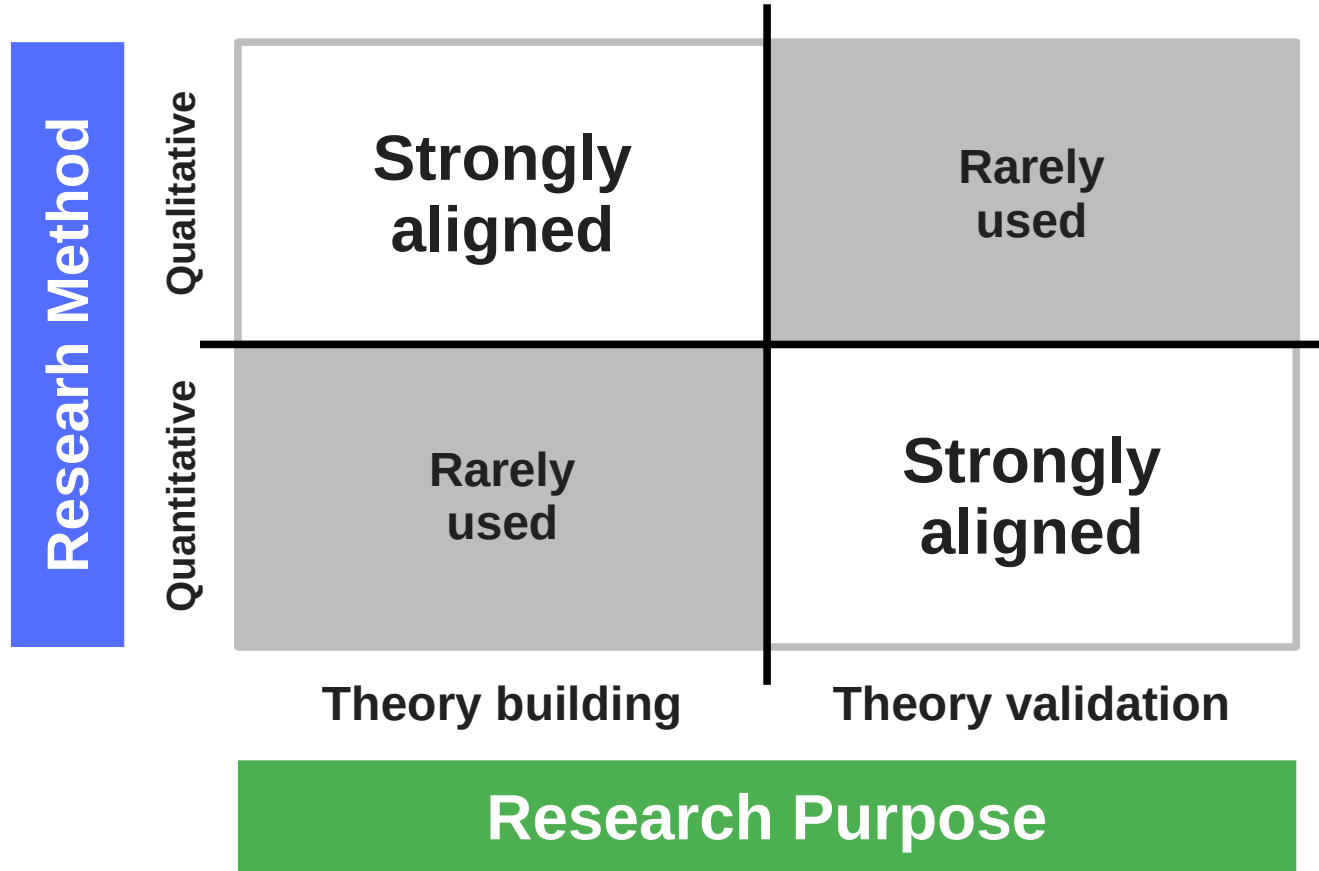 Researh Method
Qualitative
Strongly
aligned
Rarely
used
Quantitative
Rarely
used
Strongly
aligned
Theory building
Theory validation
Research Purpose